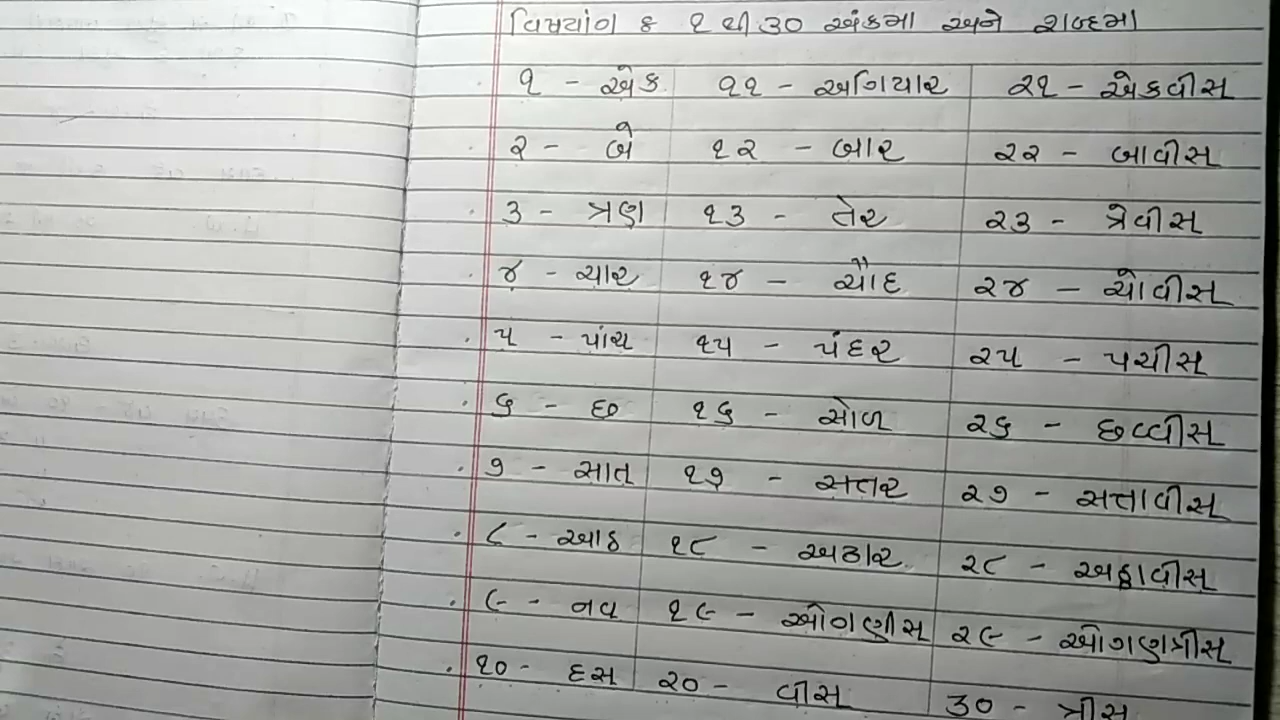 વિષયાંગ ૬ ૧ થી ૩૦ અંકમા અને શબ્દમા
૧ - એક ૧૧ - અગિયાર ૨૧ - એકવીસ
૨ - બે ૧૨ - બાર ૨૨ - બાવીસ
૩ - ત્રણ ૧૩ - તેર ૨૩ - ત્રેવીસ
૪ - ચાર ૧૪ - ચૌદ ૨૪ - ચોવીસ
૫ - પાંચ ૧૫ - પંદર ૨૫ - પચીસ
૬ - છ ૧૬ - સોળ ૨૬ - છવ્વીસ
૭ - સાત ૧૭ - સત્તર ૨૭ - સત્તાવીસ
૮ - આઠ ૧૮ - અઢાર ૨૮ - અઠ્ઠાવીસ
૯ - નવ ૧૯ - ઓગણીસ ૨૯ - ઓગણત્રીસ
૧૦ - દસ ૨૦ - વીસ ૩૦ - ત્રીસ